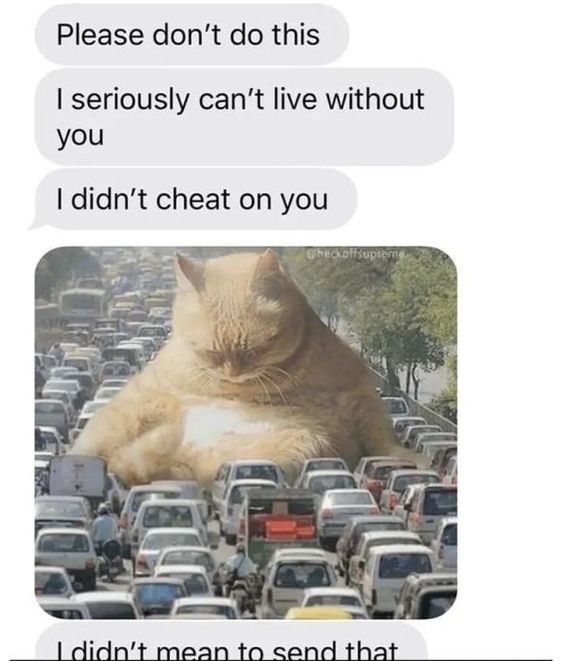 Please don’t do this
I seriously can’t live without
you
I didn’t cheat on you
@heckoffsupreme
I didn’t mean to send that